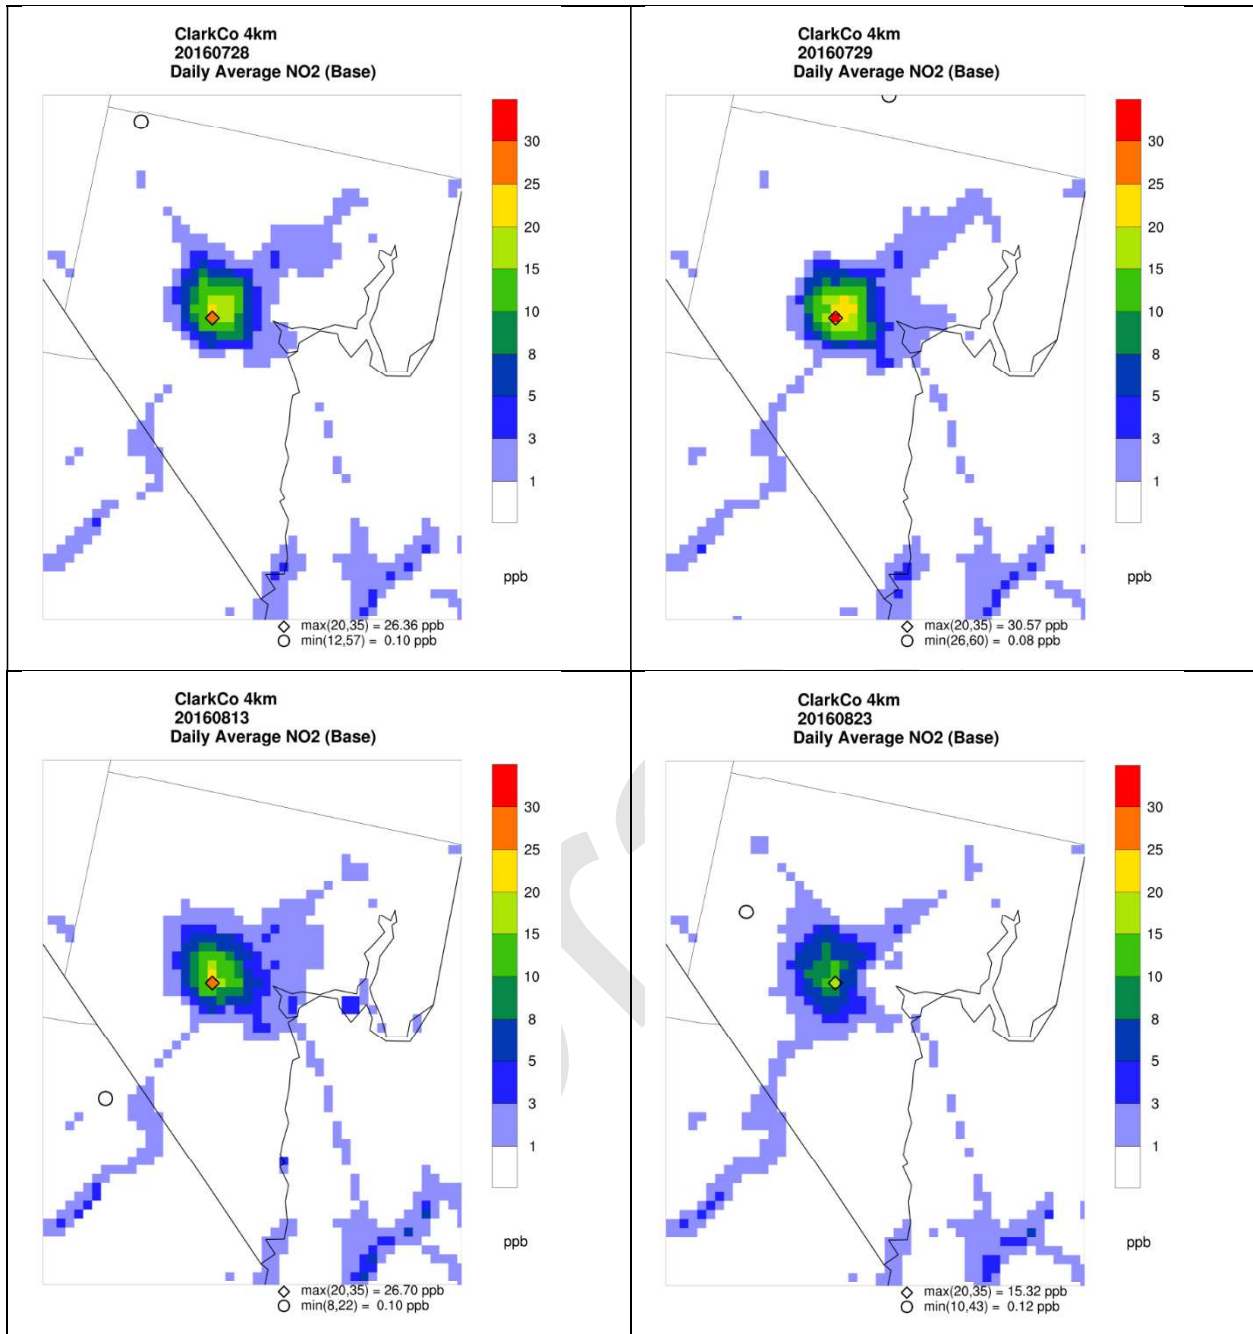 ClarkCo 4km
20160728
Daily Average NO2 (Base)
30
25
20
15
10
8
5
3
1
ppb
max(20,35) = 26.36 ppb
min(12,57) = 0.10 ppb
ClarkCo 4km
20160729
Daily Average NO2 (Base)
30
25
20
15
10
8
5
3
1
ppb
max(20,35) = 30.57 ppb
min(26,60) = 0.08 ppb
ClarkCo 4km
20160813
Daily Average NO2 (Base)
30
25
20
15
10
8
5
3
1
ppb
max(20,35) = 26.70 ppb
min(8,22) = 0.10 ppb
ClarkCo 4km
20160823
Daily Average NO2 (Base)
30
25
20
15
10
8
5
3
1
ppb
max(20,35) = 15.32 ppb
min(10,43) = 0.12 ppb